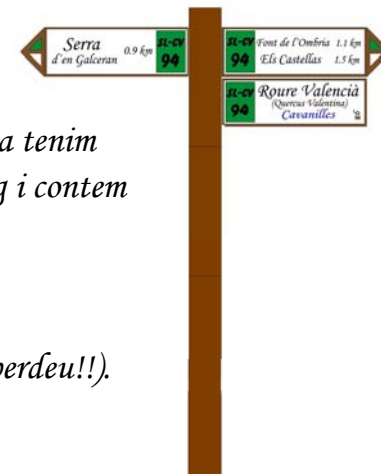 Serra
d'en Galceran
0.9 km
SL-CV
94
SL-CV
94
Font de l'Ombria 1.1 km
Els Castellas 1.5 km
SL-CV
94
Roure Valencià
(Quercus Valentina)
Cavanilles
a tenim
g i contem
perdeu!!).